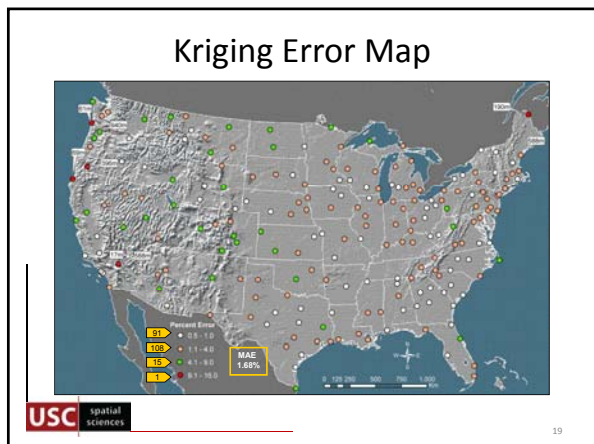 Kriging Error Map
190m
Percent Error
91
0.5 - 1.0
108
1.1 - 4.0
15
4.1 - 9.0
1
9.1 - 16.0
MAE
1.68%
N
W E
S
0 125 250 500 750 1,000
Km
USC spatial
sciences
19